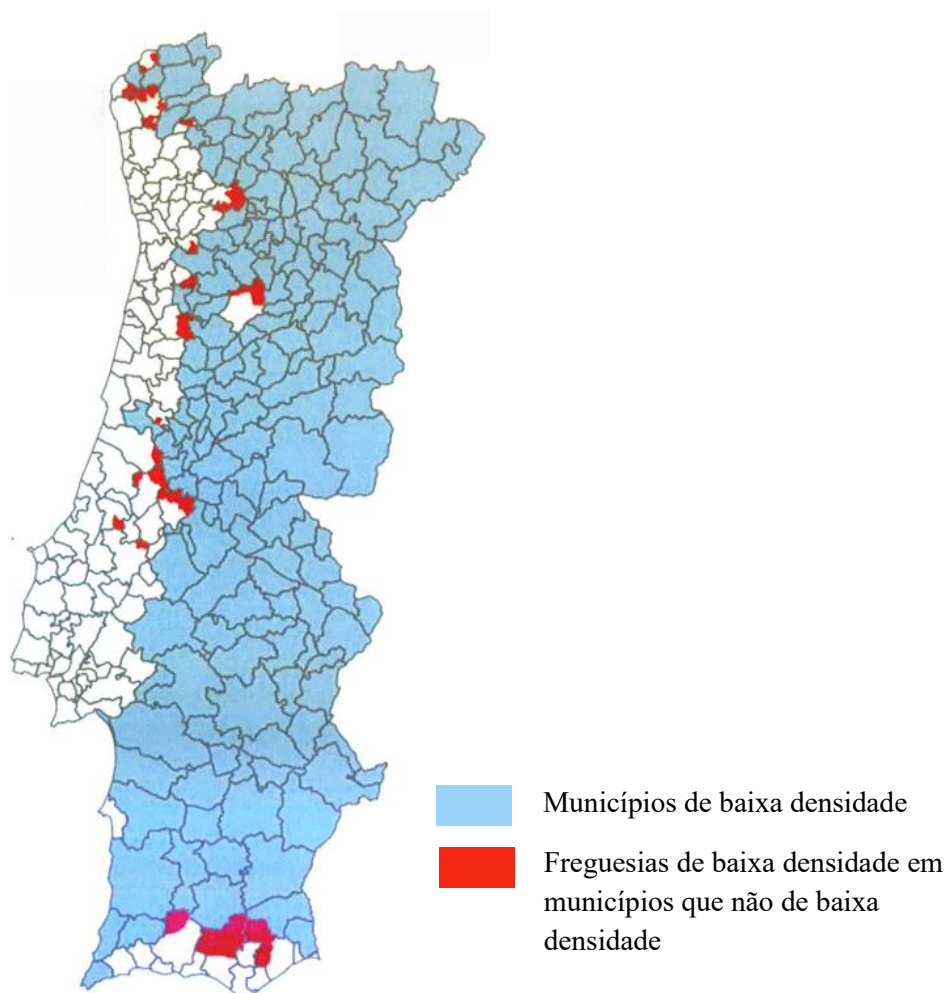 Municípios de baixa densidade
Freguesias de baixa densidade em
municípios que não de baixa
densidade